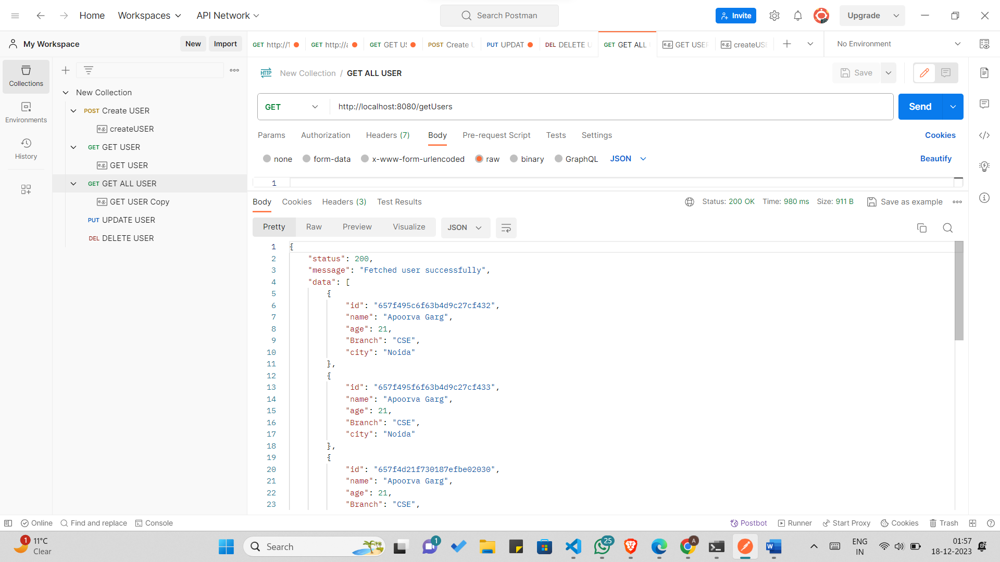 Home Workspaces API Network Search Postman Invite Upgrade
My Workspace New Import GET http://1 GET http://a GET GET US POST Create U PUT UPDAT DEL DELETE U GET GET ALL e.g. GET USER e.g. createUSE No Environment
Collections
Environments
History
New Collection
POST Create USER
e.g. createUSER
GET GET USER
e.g. GET USER
GET GET ALL USER
e.g. GET USER Copy
PUT UPDATE USER
DEL DELETE USER
HTTP New Collection / GET ALL USER Save
GET http://localhost:8080/getUsers Send
Params Authorization Headers (7) Body Pre-request Script Tests Settings Cookies
none form-data x-www-form-urlencoded raw binary GraphQL JSON Beautify
1
Body Cookies Headers (3) Test Results Status: 200 OK Time: 980 ms Size: 911 B Save as example
Pretty Raw Preview Visualize JSON
1 {
2 "status": 200,
3 "message": "Fetched user successfully",
4 "data": [
5 {
6 "id": "657f495c6f63b4d9c27cf432",
7 "name": "Apoorva Garg",
8 "age": 21,
9 "Branch": "CSE",
10 "city": "Noida"
11 },
12 {
13 "id": "657f495f6f63b4d9c27cf433",
14 "name": "Apoorva Garg",
15 "age": 21,
16 "Branch": "CSE",
17 "city": "Noida"
18 },
19 {
20 "id": "657f4d21f730187efbe02030",
21 "name": "Apoorva Garg",
22 "age": 21,
23 "Branch": "CSE",
Online Find and replace Console Postbot Runner Start Proxy Cookies Trash
1 11°C
Clear
Search 1 25 A
ENG
IN
01:57
18-12-2023